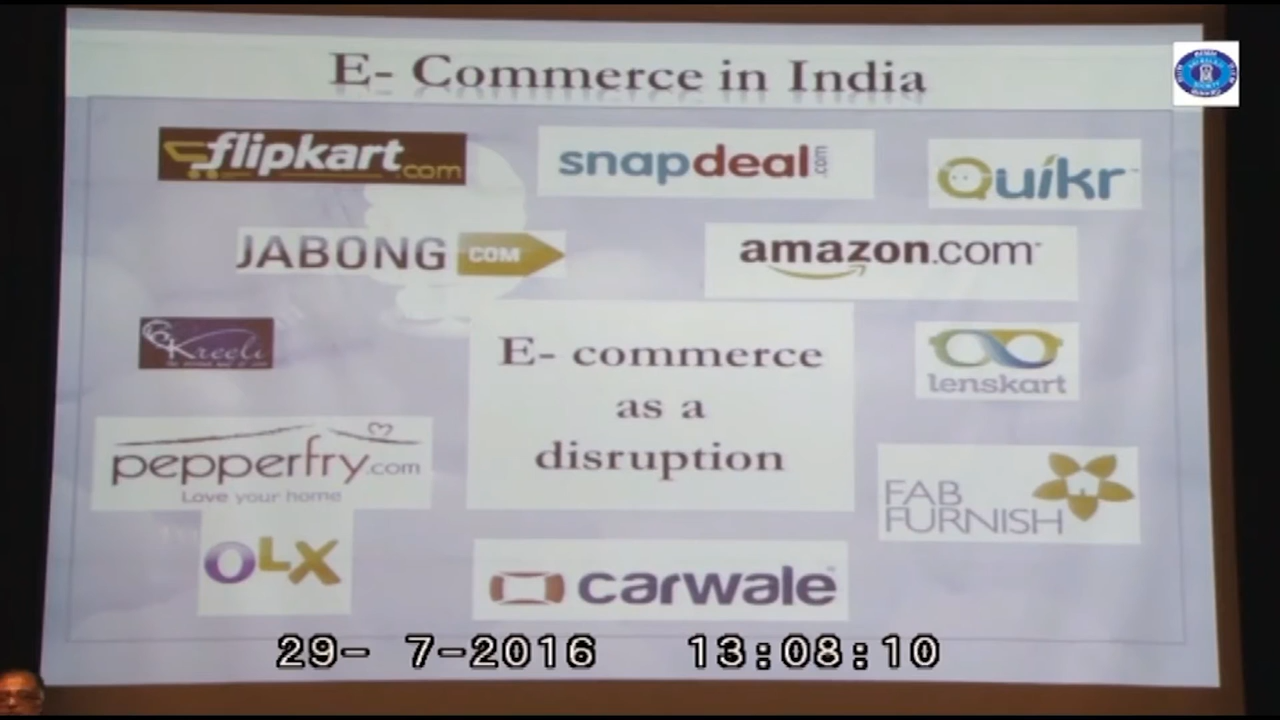 E- Commerce in India
flipkart.com
snapdeal.com
Quikr
JABONG COM
amazon.com
Kreeli
E- commerce
as a
disruption
lenskart
pepperfry.com
Love your home
FAB
FURNISH
OLX
carwale
29- 7-2016 13:08:10